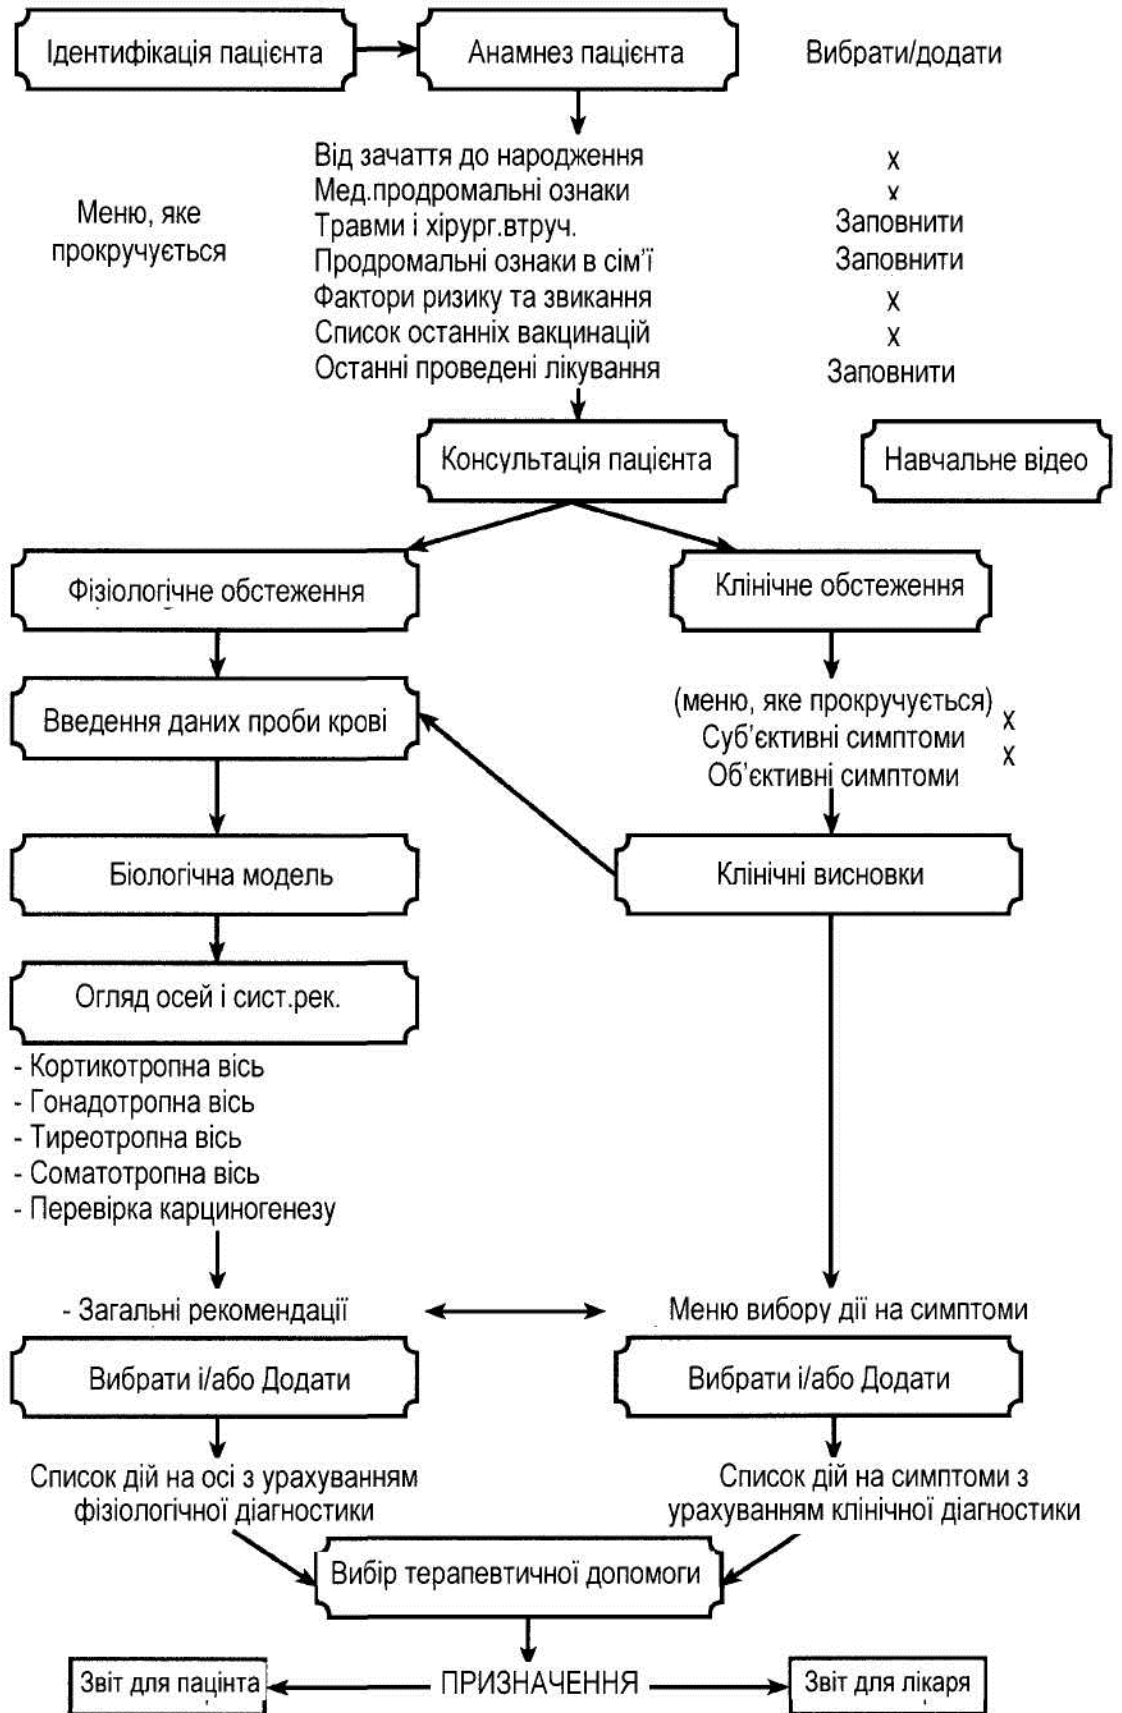 Ідентифікація пацієнта
Анамнез пацієнта
Вибрати/додати
Меню, яке
прокручується
Від зачаття до народження
х
Мед.продромальні ознаки
х
Травми і хірург.втруч.
Заповнити
Продромальні ознаки в сім’ї
Заповнити
Фактори ризику та звикання
х
Список останніх вакцинацій
х
Останні проведені лікування
Заповнити
Консультація пацієнта
Навчальне відео
Фізіологічне обстеження
Клінічне обстеження
Введення даних проби крові
(меню, яке прокручується)
х
Суб’єктивні симптоми
х
Об’єктивні симптоми
Біологічна модель
Клінічні висновки
Огляд осей і сист.рек.
- Кортикотропна вісь
- Гонадотропна вісь
- Тиреотропна вісь
- Соматотропна вісь
- Перевірка карциногенезу
- Загальні рекомендації
Меню вибору дії на симптоми
Вибрати і/або Додати
Вибрати і/або Додати
Список дій на осі з урахуванням
фізіологічної діагностики
Список дій на симптоми з
урахуванням клінічної діагностики
Вибір терапевтичної допомоги
Звіт для пацінта
ПРИЗНАЧЕННЯ
Звіт для лікаря